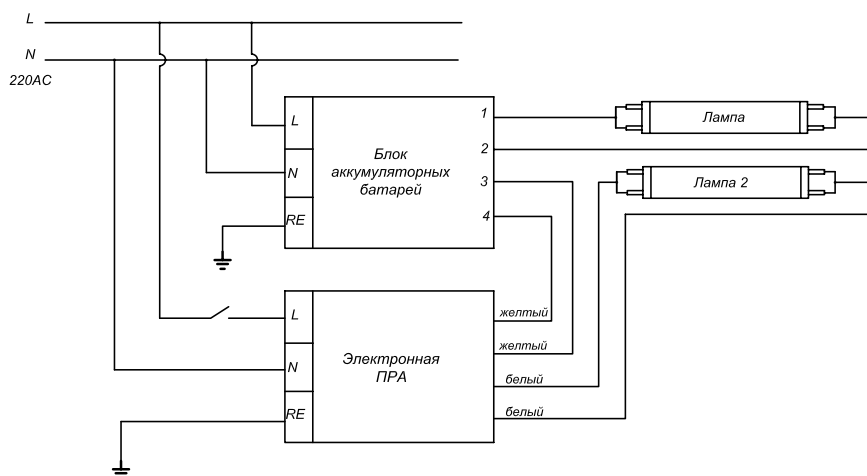 L
N
220AC
L
N
RE
Блок
аккумуляторных
батарей
1
2
3
4
Лампа
Лампа 2
L
N
RE
Электронная
ПРА
желтый
желтый
белый
белый